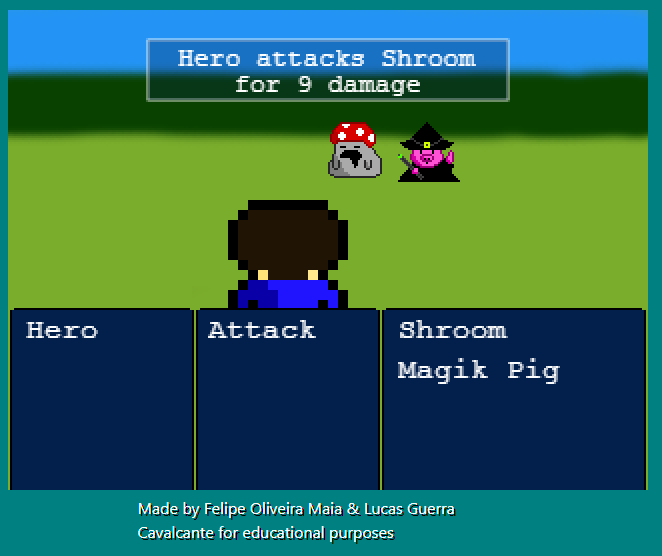 Hero attacks Shroom
for 9 damage
Hero
Attack
Shroom
Magik Pig
Made by Felipe Oliveira Maia & Lucas Guerra
Cavalcante for educational purposes